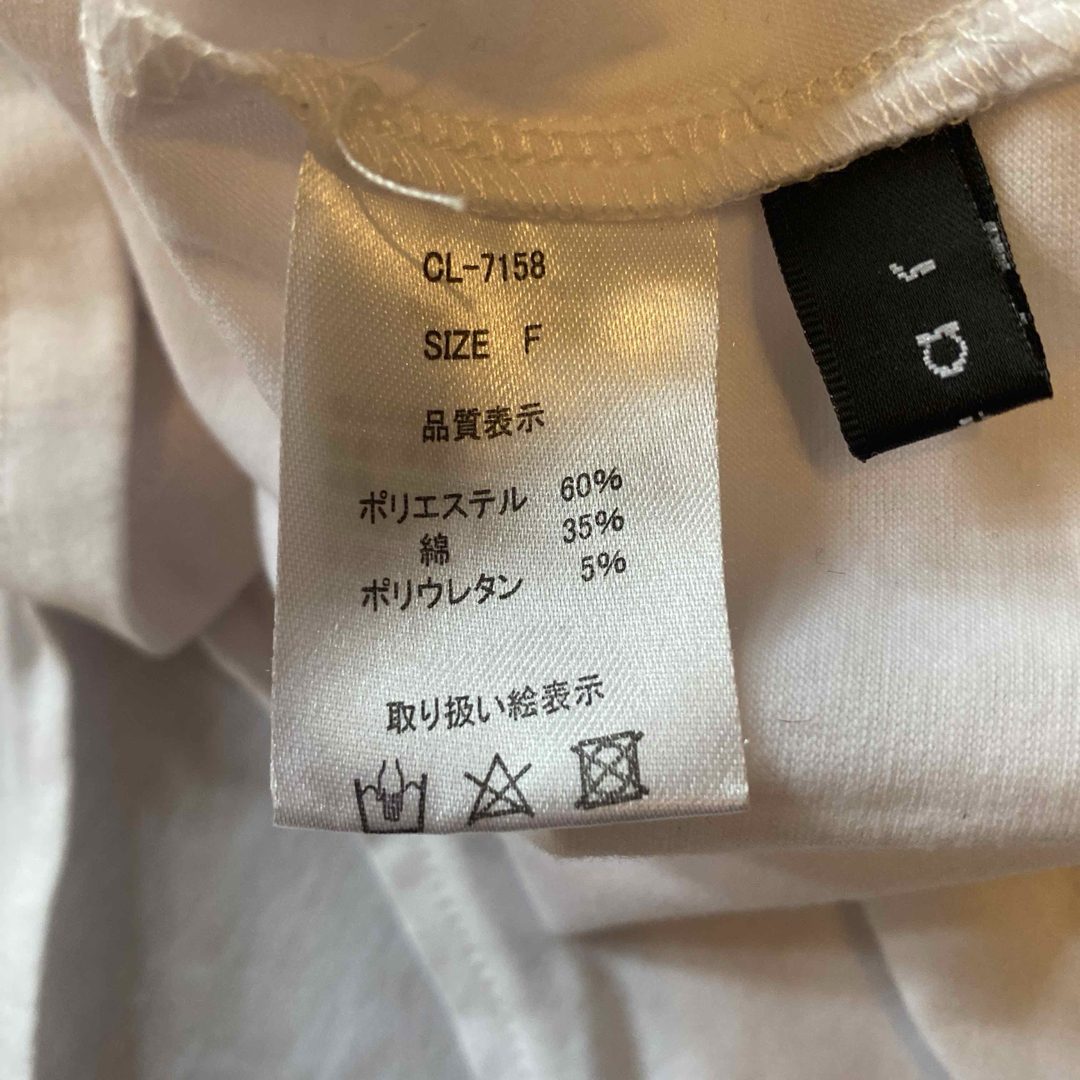 CL-7158
SIZE F
品質表示
ポリエステル 60%
綿 35%
ポリウレタン 5%
取り扱い絵表示